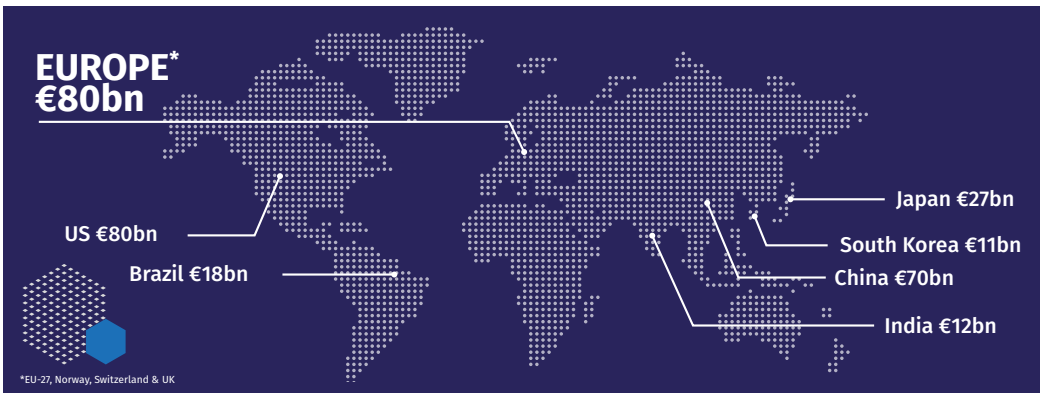 EUROPE*
€80bn
Japan €27bn
US €80bn
South Korea €11bn
Brazil €18bn
China €70bn
India €12bn
*EU-27, Norway, Switzerland & UK